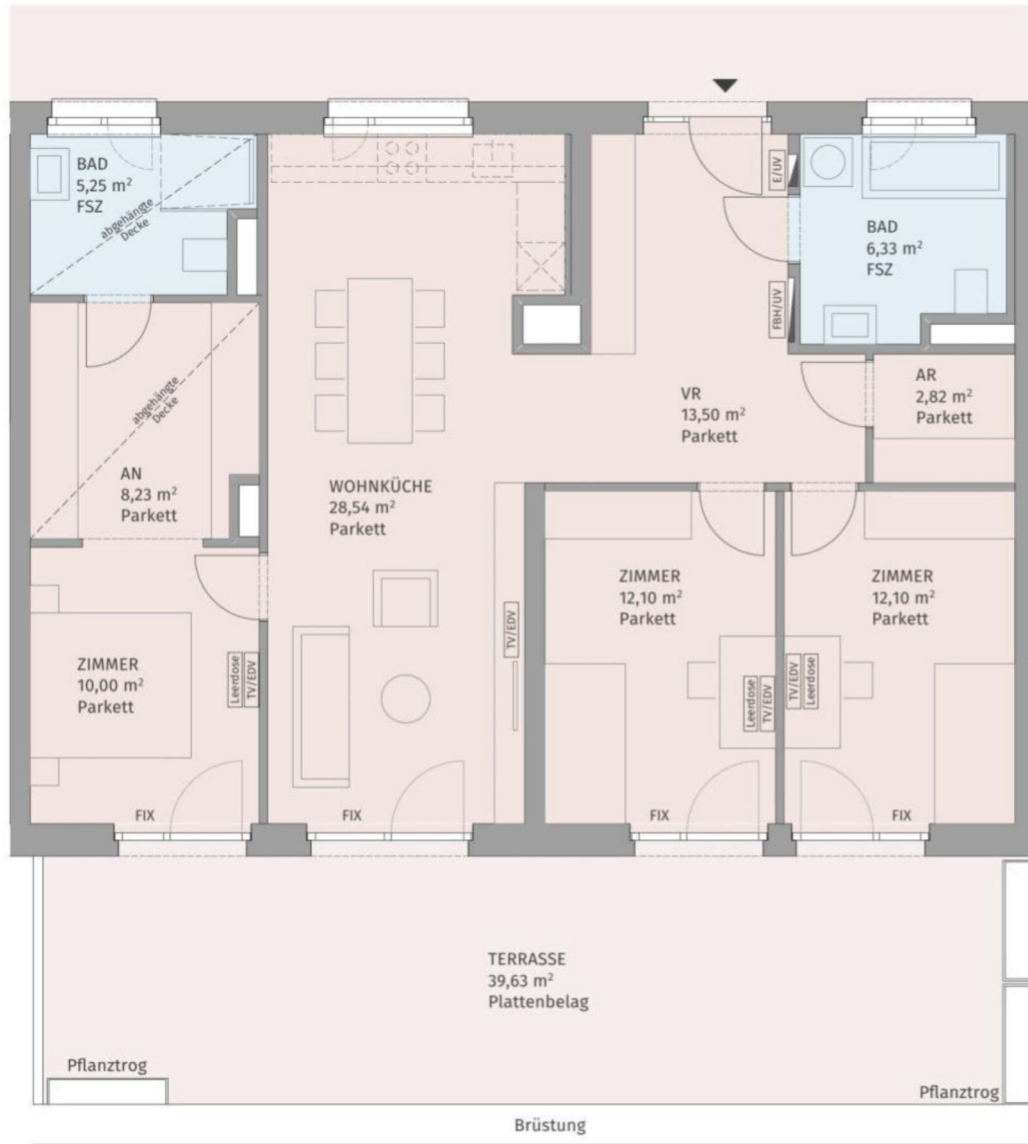 BAD
5,25 m²
FSZ
abgehängte
Decke
E/UV
BAD
6,33 m²
FSZ
FBH/UV
abgehängte
Decke
AR
2,82 m²
Parkett
VR
13,50 m²
Parkett
AN
8,23 m²
Parkett
WOHNKÜCHE
28,54 m²
Parkett
ZIMMER
12,10 m²
Parkett
ZIMMER
12,10 m²
Parkett
TV/EDV
ZIMMER
10,00 m²
Parkett
Leerdose
TV/EDV
Leerdose
TV/EDV
TV/EDV
Leerdose
FIX
FIX
FIX
FIX
TERRASSE
39,63 m²
Plattenbelag
Pflanztrog
Pflanztrog
Brüstung